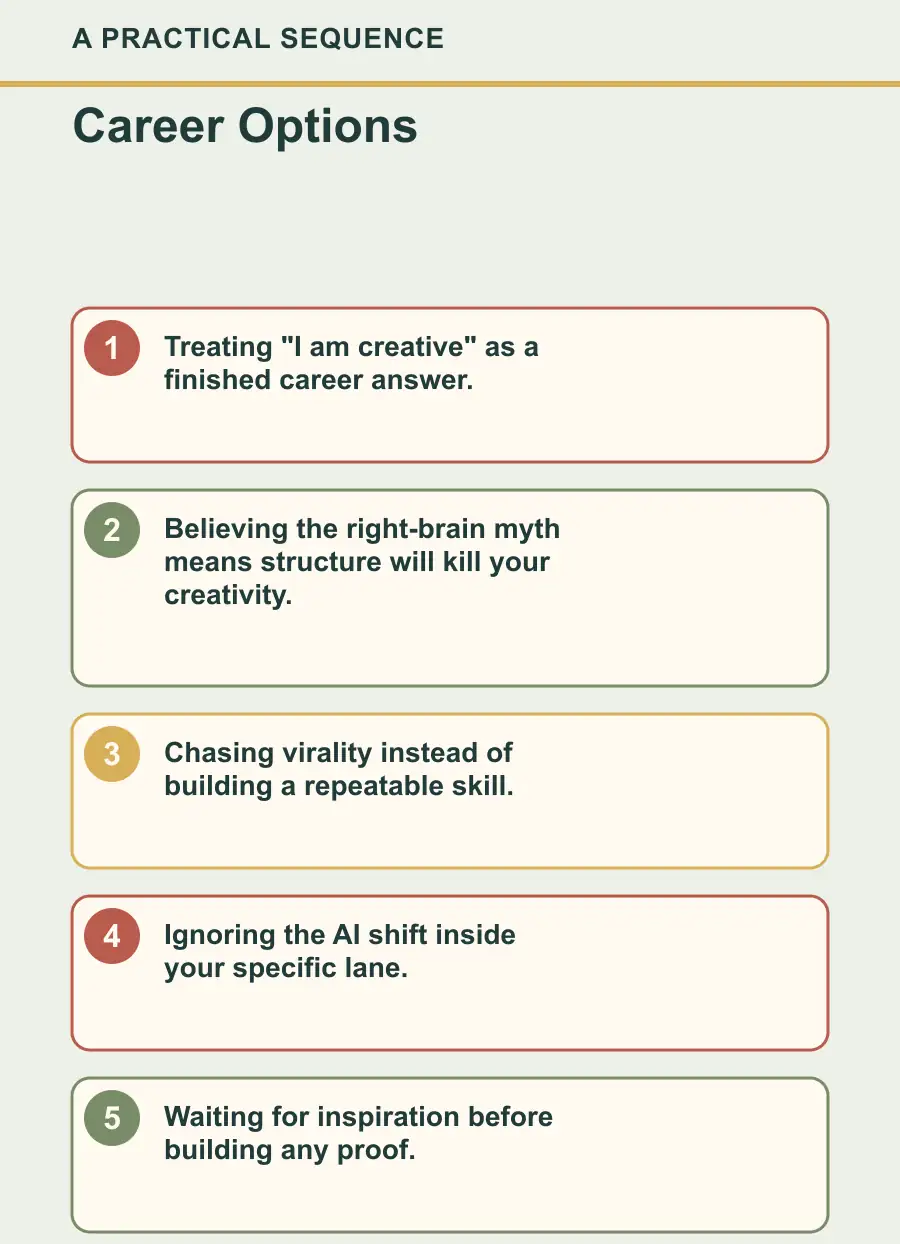 A PRACTICAL SEQUENCE
Career Options
1
Treating "I am creative" as a
finished career answer.
2
Believing the right-brain myth
means structure will kill your
creativity.
3
Chasing virality instead of
building a repeatable skill.
4
Ignoring the AI shift inside
your specific lane.
5
Waiting for inspiration before
building any proof.